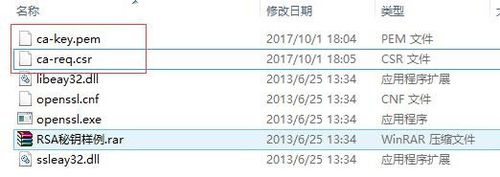 名称 修改日期 类型
ca-key.pem 2017/10/1 18:04 PEM 文件
ca-req.csr 2017/10/1 18:05 CSR 文件
libeay32.dll 2013/6/25 13:34 应用程序扩展
openssl.cnf 2013/6/25 13:34 CNF 文件
openssl.exe 2013/6/25 13:34 应用程序
RSA秘钥样例.rar 2013/6/25 13:34 WinRAR 压缩文件
ssleay32.dll 2013/6/25 13:34 应用程序扩展